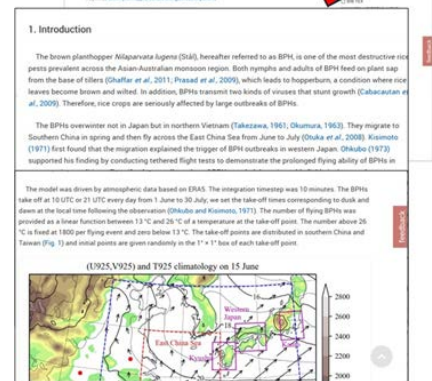 1. Introduction
The brown planthopper Nilaparvata lugens (Stål), hereafter referred to as BPH, is one of the most destructive rice
pests prevalent across the Asian-Australian monsoon region. Both nymphs and adults of BPH feed on plant sap
from the base of tillers (Ghaffar et al., 2011; Prasad et al., 2009), which leads to hopperburn, a condition where rice
leaves become brown and wilted. In addition, BPHs transmit two kinds of viruses that stunt growth (Cabacautan et
al., 2009). Therefore, rice crops are seriously affected by large outbreaks of BPHs.
The BPHs overwinter not in Japan but in northern Vietnam (Takezawa, 1961; Okumura, 1963). They migrate to
Southern China in spring and then fly across the East China Sea from June to July (Otuka et al., 2008). Kisimoto
(1971) first found that the migration explained the trigger of BPH outbreaks in western Japan. Ohkubo (1973)
supported his finding by conducting tethered flight tests to demonstrate the prolonged flying ability of BPHs in
feedback
The model was driven by atmospheric data based on ERA5. The integration timestep was 10 minutes. The BPHs
take off at 10 UTC or 21 UTC every day from 1 June to 30 July; we set the take-off times corresponding to dusk and
dawn at the local time following the observation (Ohkubo and Kisimoto, 1971). The number of flying BPHs was
provided as a linear function between 13 °C and 26 °C of a temperature at the take-off point. The number above 26
°C is fixed at 1800 per flying event and zero below 13 °C. The take-off points are distributed in southern China and
Taiwan (Fig. 1) and initial points are given randomly in the 1° × 1° box of each take-off point.
feedback
(U925,V925) and T925 climatology on 15 June
Western
Japan
East China Sea
Kyushu
16
18
20
2800
2600
2400
2200
2000